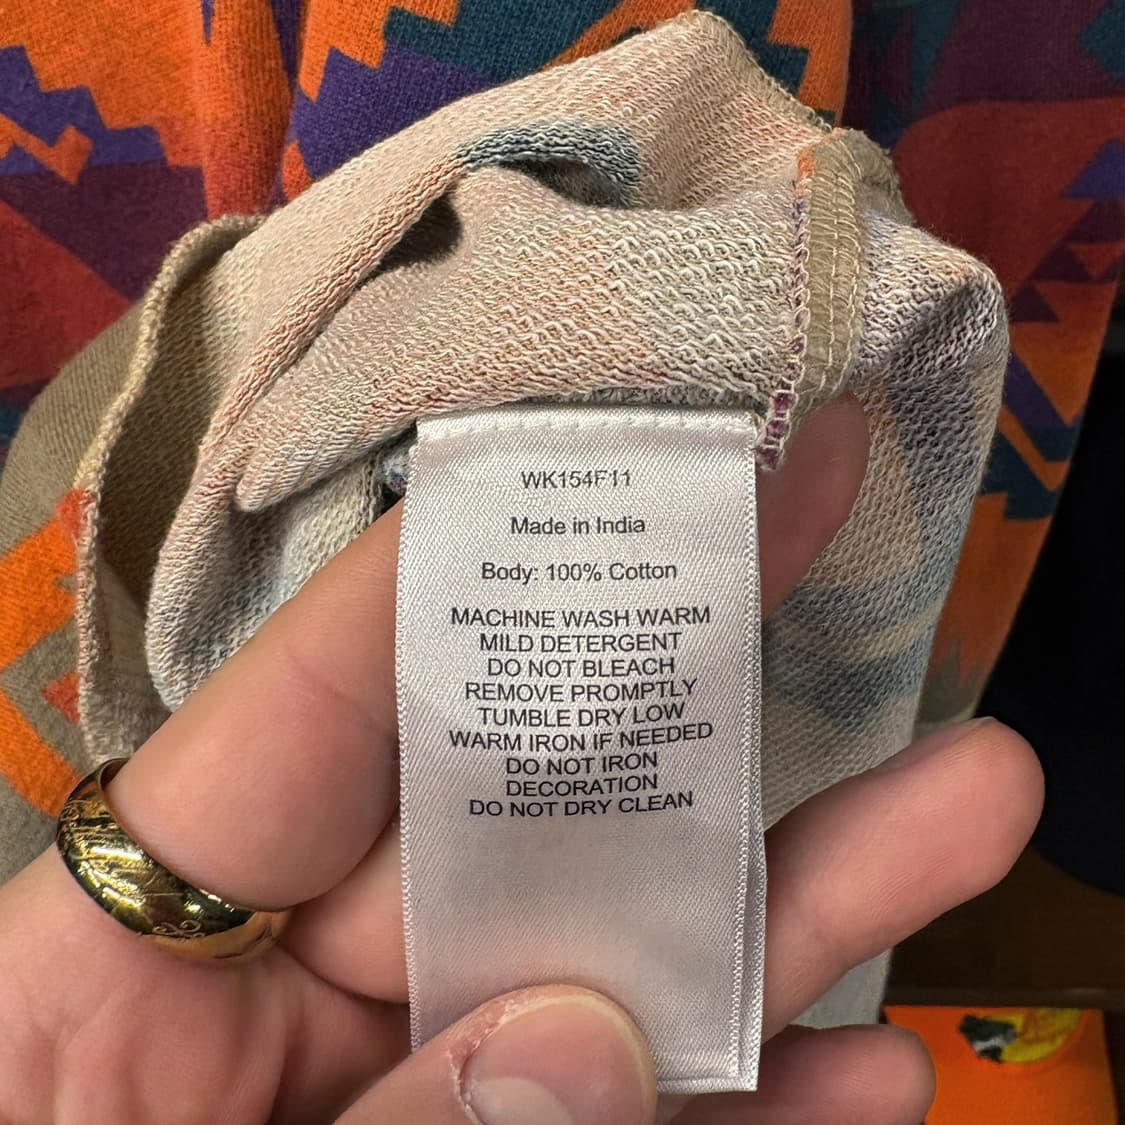 WK154F11
Made in India
Body: 100% Cotton
MACHINE WASH WARM
MILD DETERGENT
DO NOT BLEACH
REMOVE PROMPTLY
TUMBLE DRY LOW
WARM IRON IF NEEDED
DO NOT IRON
DECORATION
DO NOT DRY CLEAN